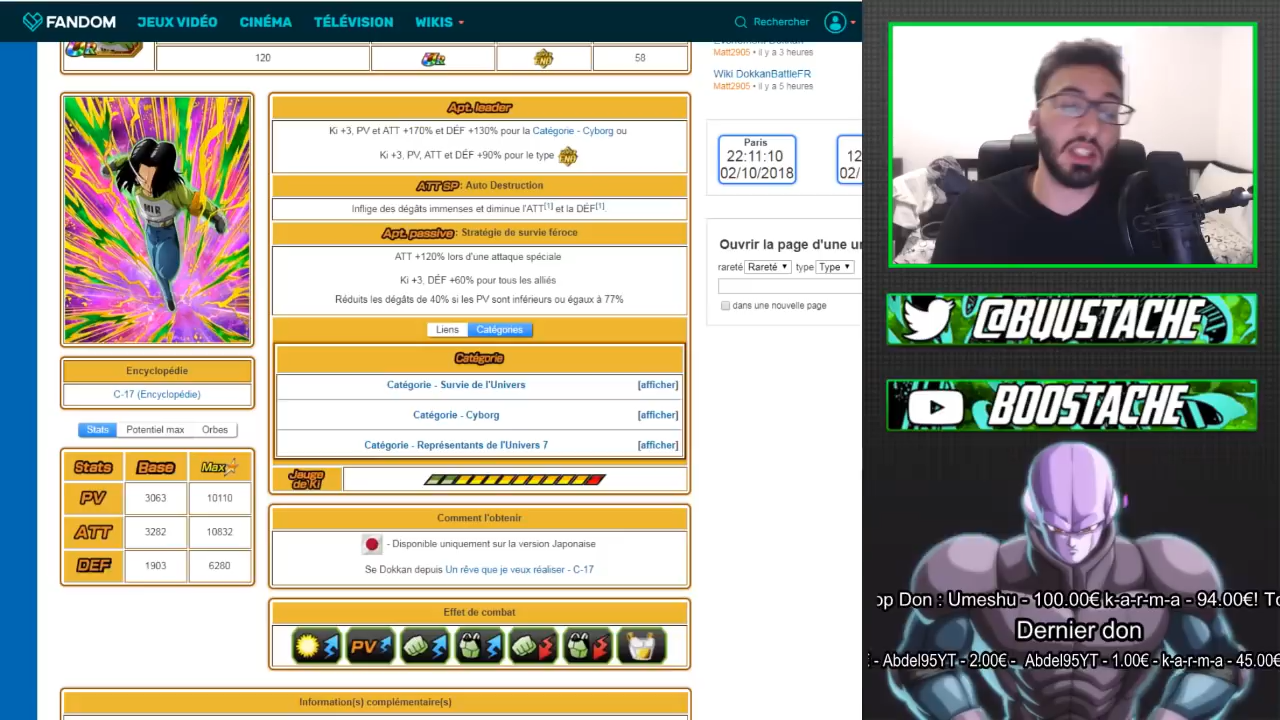 FANDOM JEUX VIDÉO CINÉMA TÉLÉVISION WIKIS Rechercher
120 58
Matt2905 • il y a 3 heures
Wiki DokkanBattleFR
Matt2905 • il y a 5 heures
Apt. leader
Ki +3, PV et ATT +170% et DÉF +130% pour la Catégorie - Cyborg ou
Ki +3, PV, ATT et DÉF +90% pour le type
ATT SP: Auto Destruction
Inflige des dégâts immenses et diminue l'ATT[1] et la DÉF[1].
Apt. passive: Stratégie de survie féroce
ATT +120% lors d'une attaque spéciale
Ki +3, DÉF +60% pour tous les alliés
Réduits les dégâts de 40% si les PV sont inférieurs ou égaux à 77%
Liens Catégories
Catégorie
Catégorie - Survie de l'Univers [afficher]
Catégorie - Cyborg [afficher]
Catégorie - Représentants de l'Univers 7 [afficher]
Jauge de Ki
Comment l'obtenir
- Disponible uniquement sur la version Japonaise
Se Dokkan depuis Un rêve que je veux réaliser - C-17
Effet de combat
PV
Information(s) complémentaire(s)
MIR
Encyclopédie
C-17 (Encyclopédie)
Stats Potentiel max Orbes
Stats Base Max
PV 3063 10110
ATT 3282 10832
DEF 1903 6280
Paris
22:11:10
02/10/2018
12
02/
Ouvrir la page d'une u
rareté Rareté type Type
dans une nouvelle page
@BUUSTACHE
BOOSTACHE
op Don : Umeshu - 100.00€ k-a-r-m-a - 94.00€! To
Dernier don
€ - Abdel95YT - 2.00€ - Abdel95YT - 1.00€ - k-a-r-m-a - 45.00€